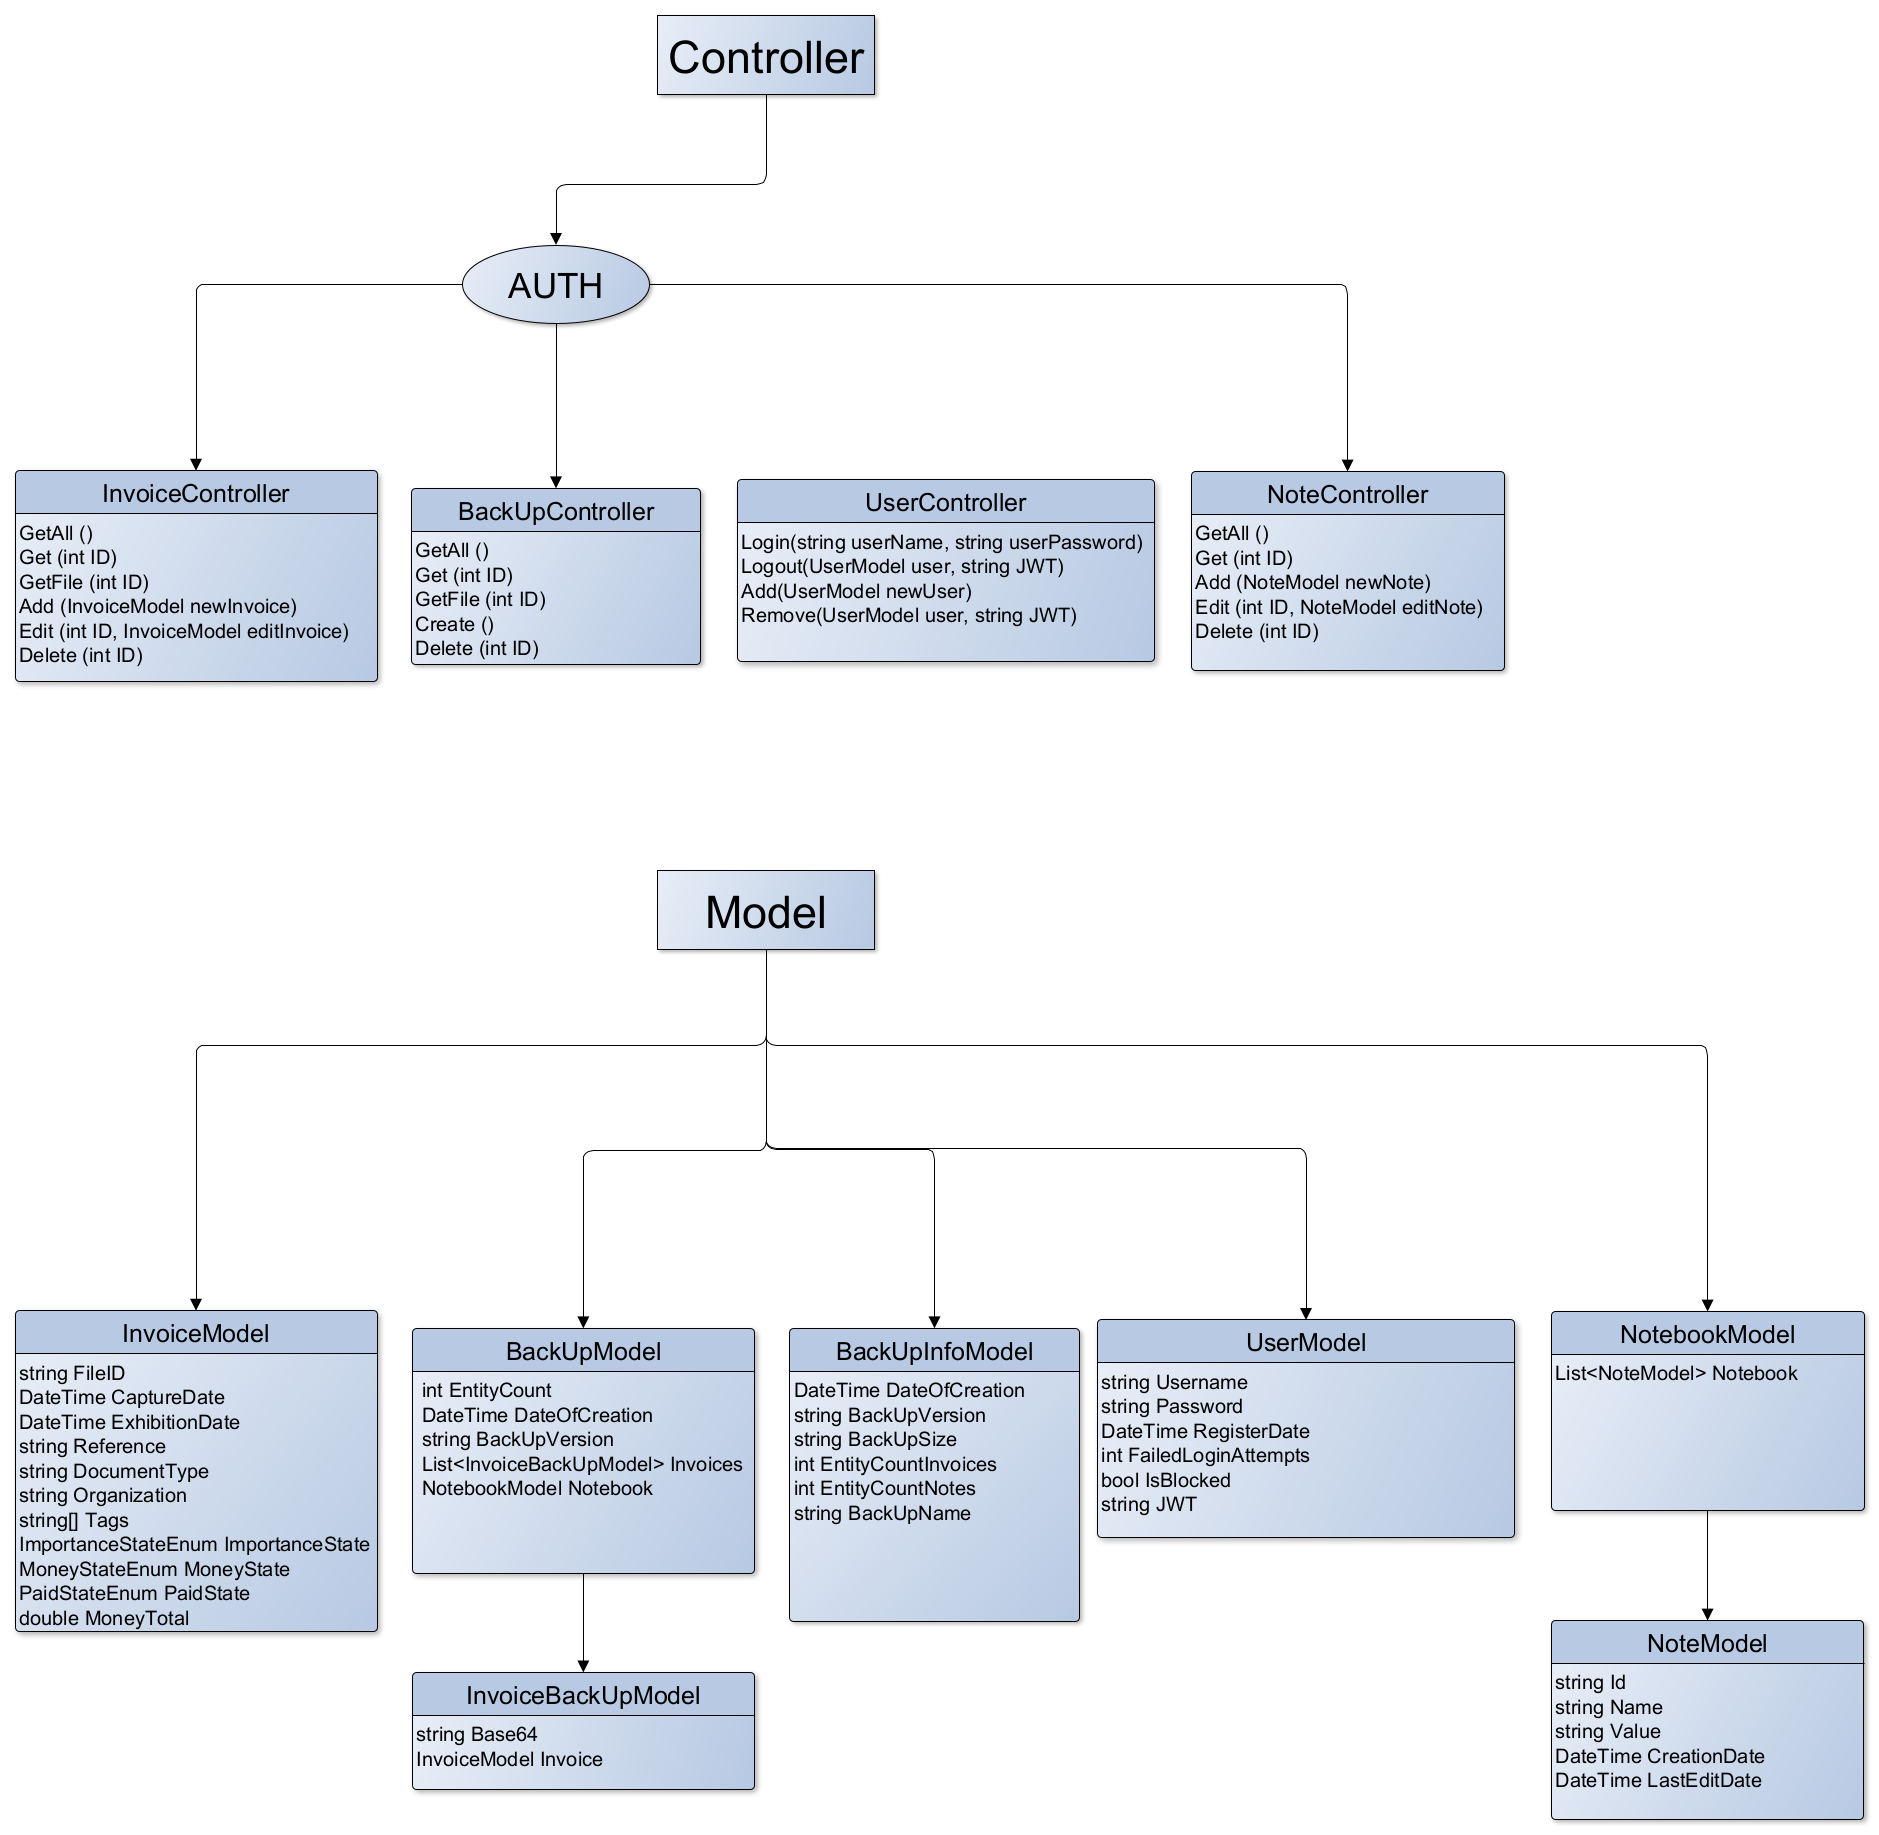 Controller
AUTH
InvoiceController
GetAll ()
Get (int ID)
GetFile (int ID)
Add (InvoiceModel newInvoice)
Edit (int ID, InvoiceModel editInvoice)
Delete (int ID)
BackUpController
GetAll ()
Get (int ID)
GetFile (int ID)
Create ()
Delete (int ID)
UserController
Login(string userName, string userPassword)
Logout(UserModel user, string JWT)
Add(UserModel newUser)
Remove(UserModel user, string JWT)
NoteController
GetAll ()
Get (int ID)
Add (NoteModel newNote)
Edit (int ID, NoteModel editNote)
Delete (int ID)
Model
InvoiceModel
string FileID
DateTime CaptureDate
DateTime ExhibitionDate
string Reference
string DocumentType
string Organization
string[] Tags
ImportanceStateEnum ImportanceState
MoneyStateEnum MoneyState
PaidStateEnum PaidState
double MoneyTotal
BackUpModel
int EntityCount
DateTime DateOfCreation
string BackUpVersion
List<InvoiceBackUpModel> Invoices
NotebookModel Notebook
BackUpInfoModel
DateTime DateOfCreation
string BackUpVersion
string BackUpSize
int EntityCountInvoices
int EntityCountNotes
string BackUpName
UserModel
string Username
string Password
DateTime RegisterDate
int FailedLoginAttempts
bool IsBlocked
string JWT
NotebookModel
List<NoteModel> Notebook
InvoiceBackUpModel
string Base64
InvoiceModel Invoice
NoteModel
string Id
string Name
string Value
DateTime CreationDate
DateTime LastEditDate